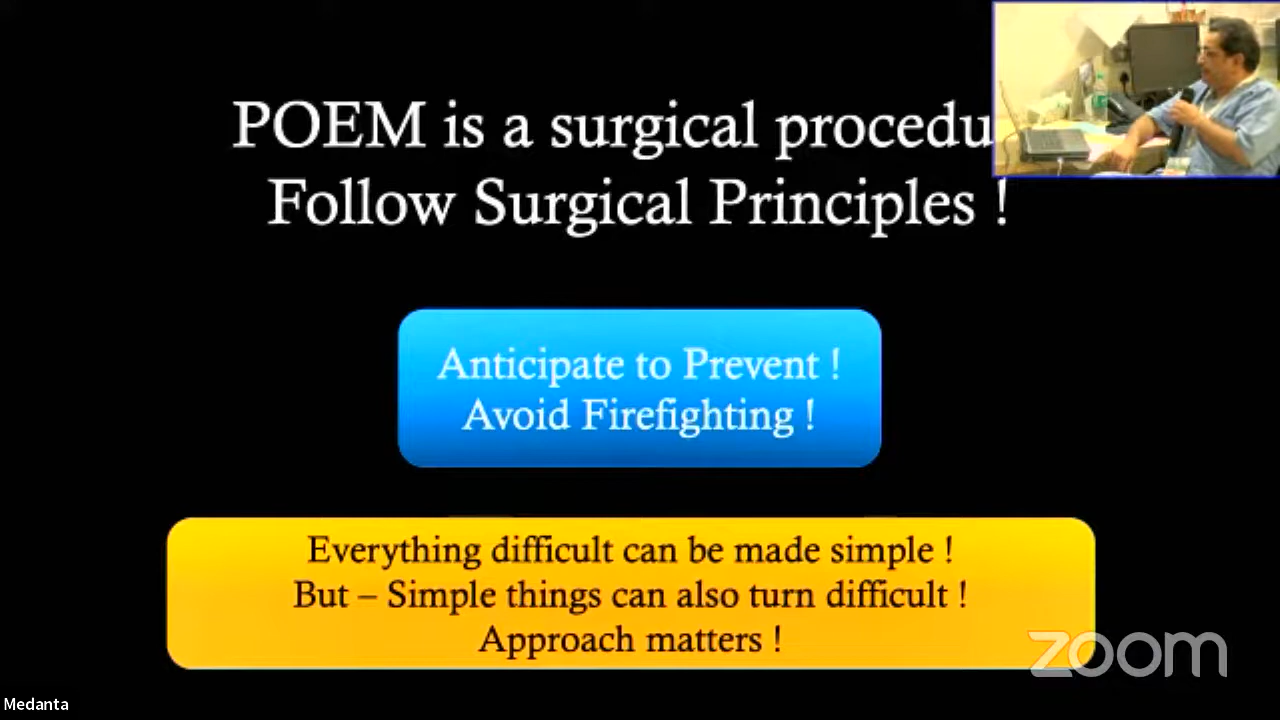 POEM is a surgical procedu
Follow Surgical Principles !
Anticipate to Prevent !
Avoid Firefighting !
Everything difficult can be made simple !
But – Simple things can also turn difficult !
Approach matters !
zoom
Medanta